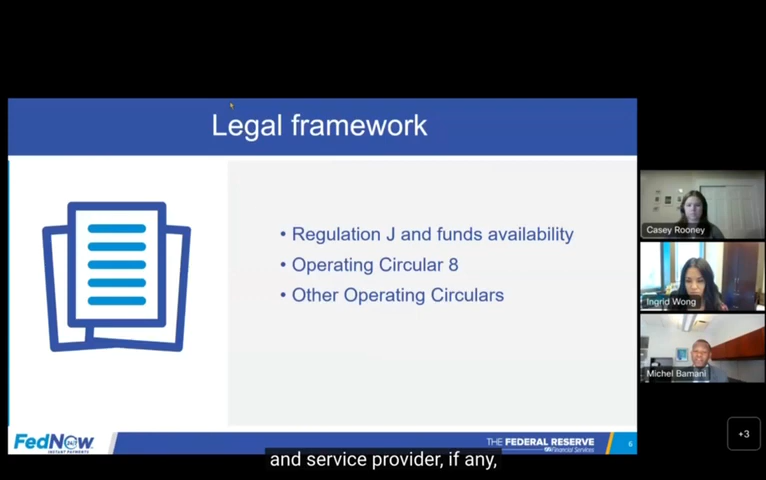 Legal framework
• Regulation J and funds availability
• Operating Circular 8
• Other Operating Circulars
Casey Rooney
Ingrid Wong
Michel Bamani
+3
FedNow
INSTANT PAYMENTS
THE FEDERAL RESERVE
Financial Services
6
and service provider, if any,